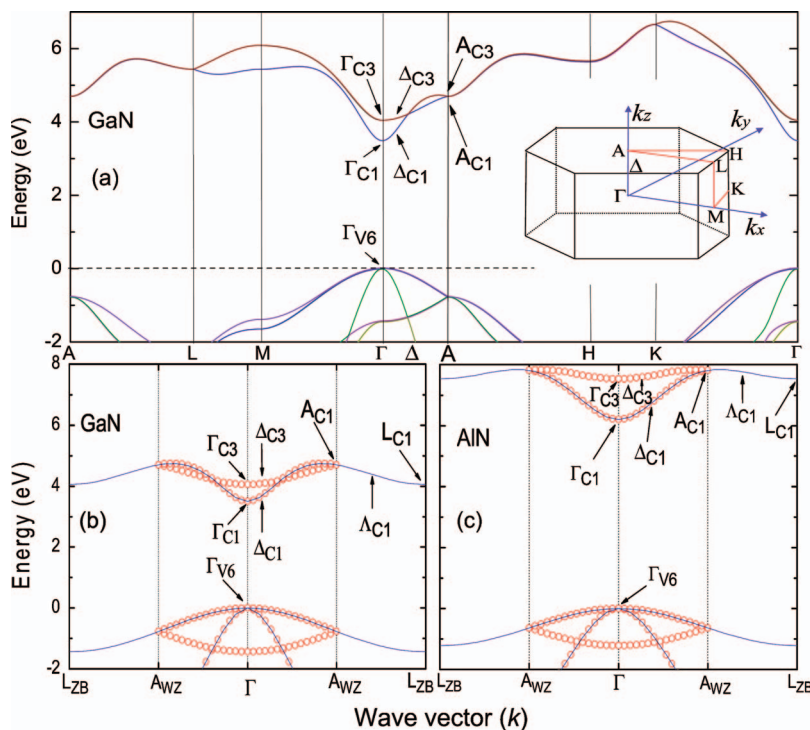 8
6
4
2
0
-2
Energy (eV)
GaN
(a)
ΓC3
ΔC3
AC3
ΓC1
ΔC1
AC1
ΓV6
kz
ky
kx
A
H
L
Δ
K
Γ
M
A
L
M
Γ
Δ
A
H
K
Γ
8
6
4
2
0
-2
Energy (eV)
GaN
(b)
ΓC3
ΔC3
AC1
LC1
ΓC1
ΔC1
ΛC1
ΓV6
LZB
AWZ
Γ
AWZ
LZB
AlN
(c)
ΓC3
ΔC3
AC1
ΛC1
LC1
ΓC1
ΔC1
ΓV6
LZB
AWZ
Γ
AWZ
LZB
Wave vector (k)